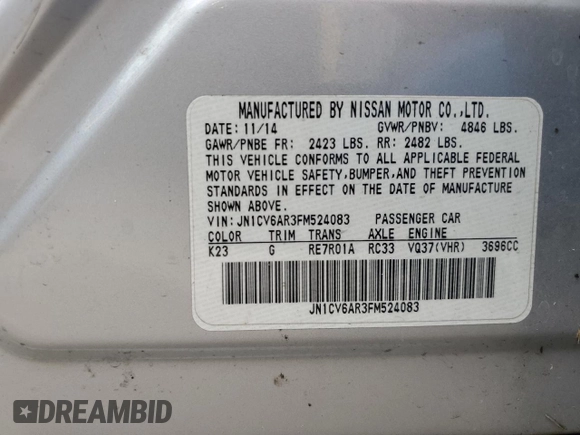 MANUFACTURED BY NISSAN MOTOR CO.,LTD.
DATE: 11/14 GVWR/PNBV: 4846 LBS.
GAWR/PNBE FR: 2423 LBS. RR: 2482 LBS.
THIS VEHICLE CONFORMS TO ALL APPLICABLE FEDERAL
MOTOR VEHICLE SAFETY, BUMPER, AND THEFT PREVENTION
STANDARDS IN EFFECT ON THE DATE OF MANUFACTURE
SHOWN ABOVE.
VIN: JN1CV6AR3FM524083 PASSENGER CAR
COLOR TRIM TRANS AXLE ENGINE
K23 G RE7R01A RC33 VQ37(VHR) 3696CC
JN1CV6AR3FM524083
DREAMBID